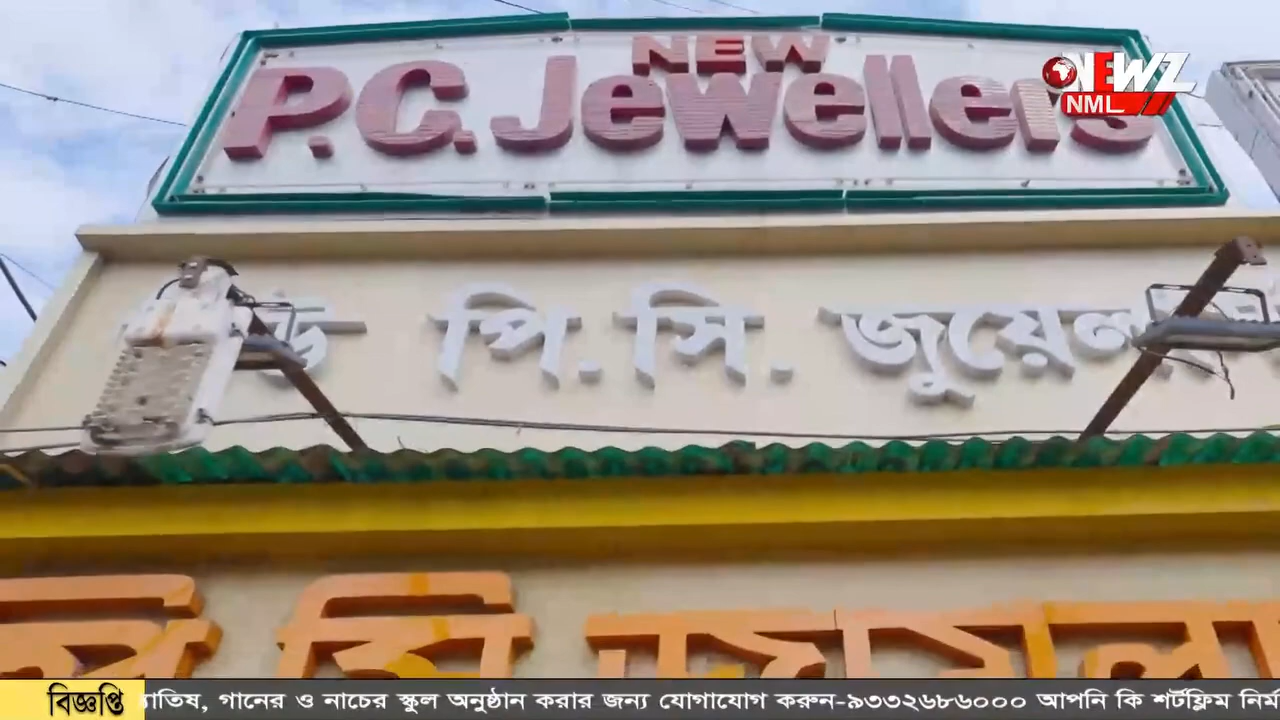 NEW
P.C. Jewellers
NEWZ
NML
উ পি.সি. জুয়েল
বিজ্ঞপ্তি
্যোতিষ, গানের ও নাচের স্কুল অনুষ্ঠান করার জন্য যোগাযোগ করুন-৯৩৩২৬৮৬০০০ আপনি কি শর্টফ্লিম নির্ম